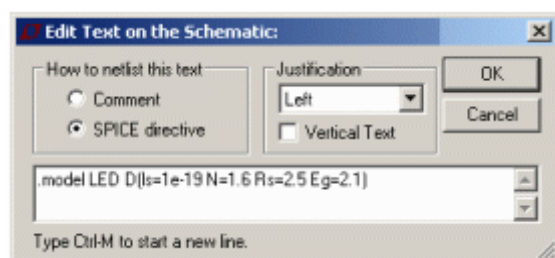 Edit Text on the Schematic:
How to netlist this text
Comment
SPICE directive
Justification
Left
Vertical Text
OK
Cancel
.model LED D(Is=1e-19 N=1.6 Rs=2.5 Eg=2.1)
Type Ctrl-M to start a new line.